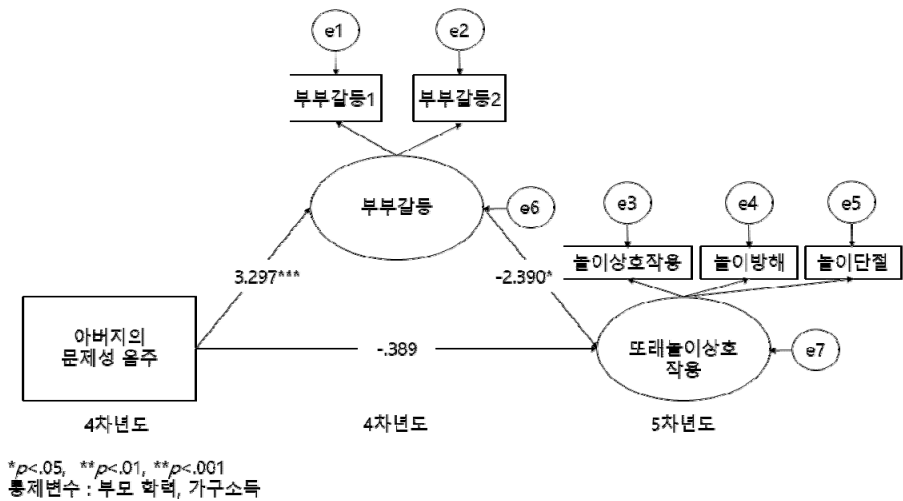 e1
e2
부부갈등1
부부갈등2
부부갈등
e6
e3
e4
e5
놀이상호작용
놀이방해
놀이단절
3.297***
-2.390*
아버지의
문제성 음주
-.389
또래놀이상호
작용
e7
4차년도
4차년도
5차년도
*p<.05, **p<.01, **p<.001
통제변수 : 부모 학력, 가구소득